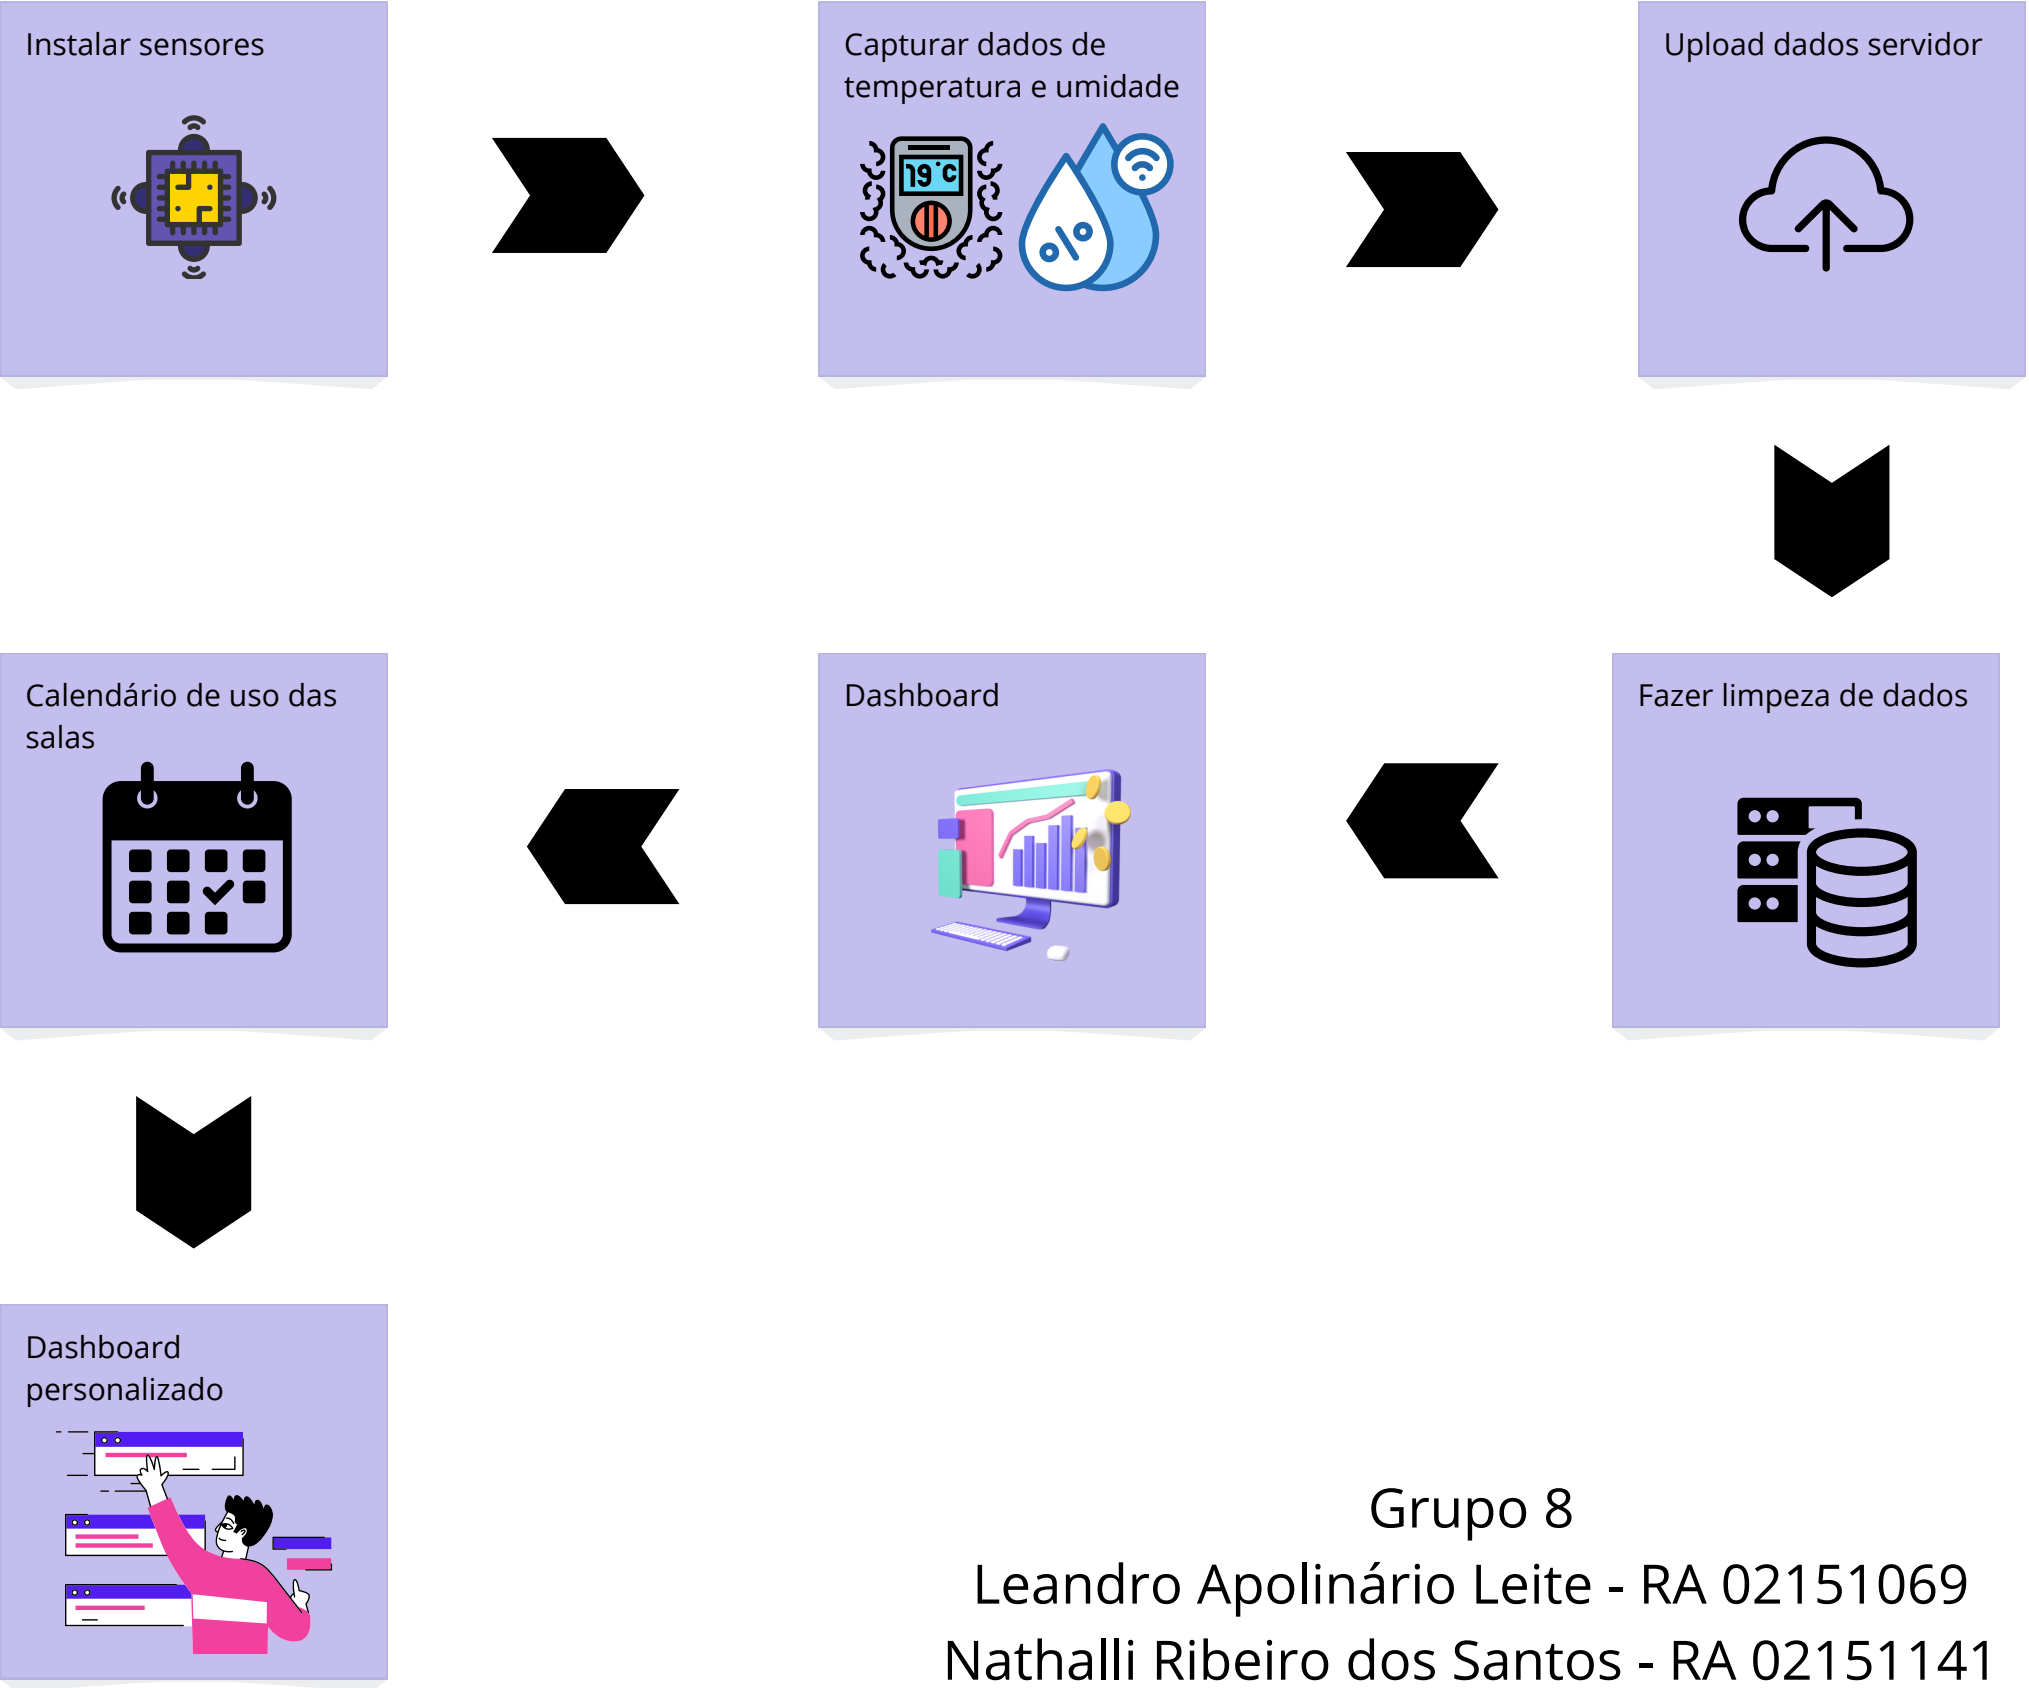 Instalar sensores
Capturar dados de
temperatura e umidade
19°C
%
Upload dados servidor
Fazer limpeza de dados
Dashboard
Calendário de uso das
salas
Dashboard
personalizado
Grupo 8
Leandro Apolinário Leite - RA 02151069
Nathalli Ribeiro dos Santos - RA 02151141